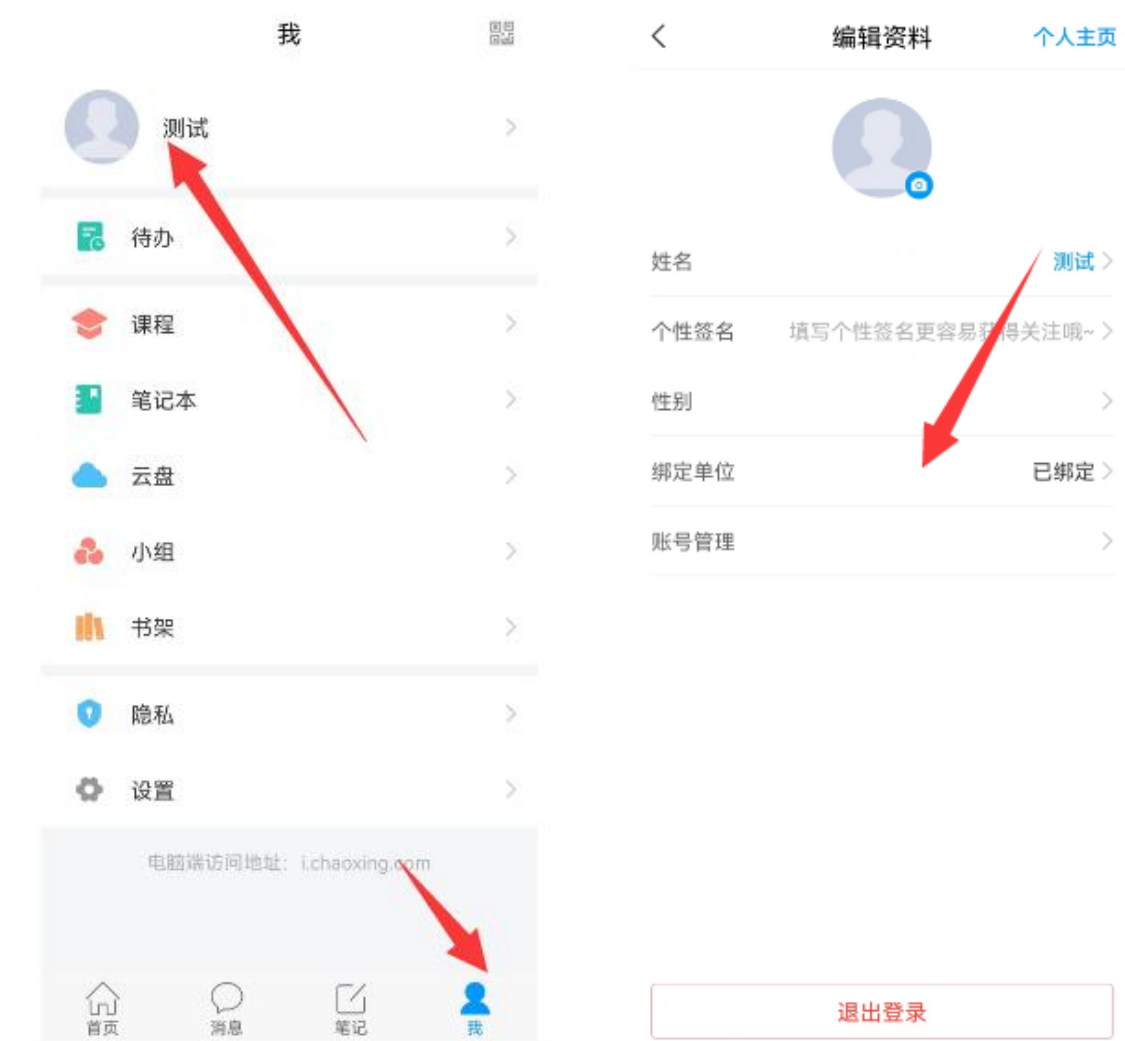 我
测试
待办
课程
笔记本
云盘
小组
书架
隐私
设置
电脑端访问地址：i.chaoxing.com
首页 消息 笔记 我
编辑资料 个人主页
姓名 测试
个性签名 填写个性签名更容易获得关注哦~
性别
绑定单位 已绑定
账号管理
退出登录